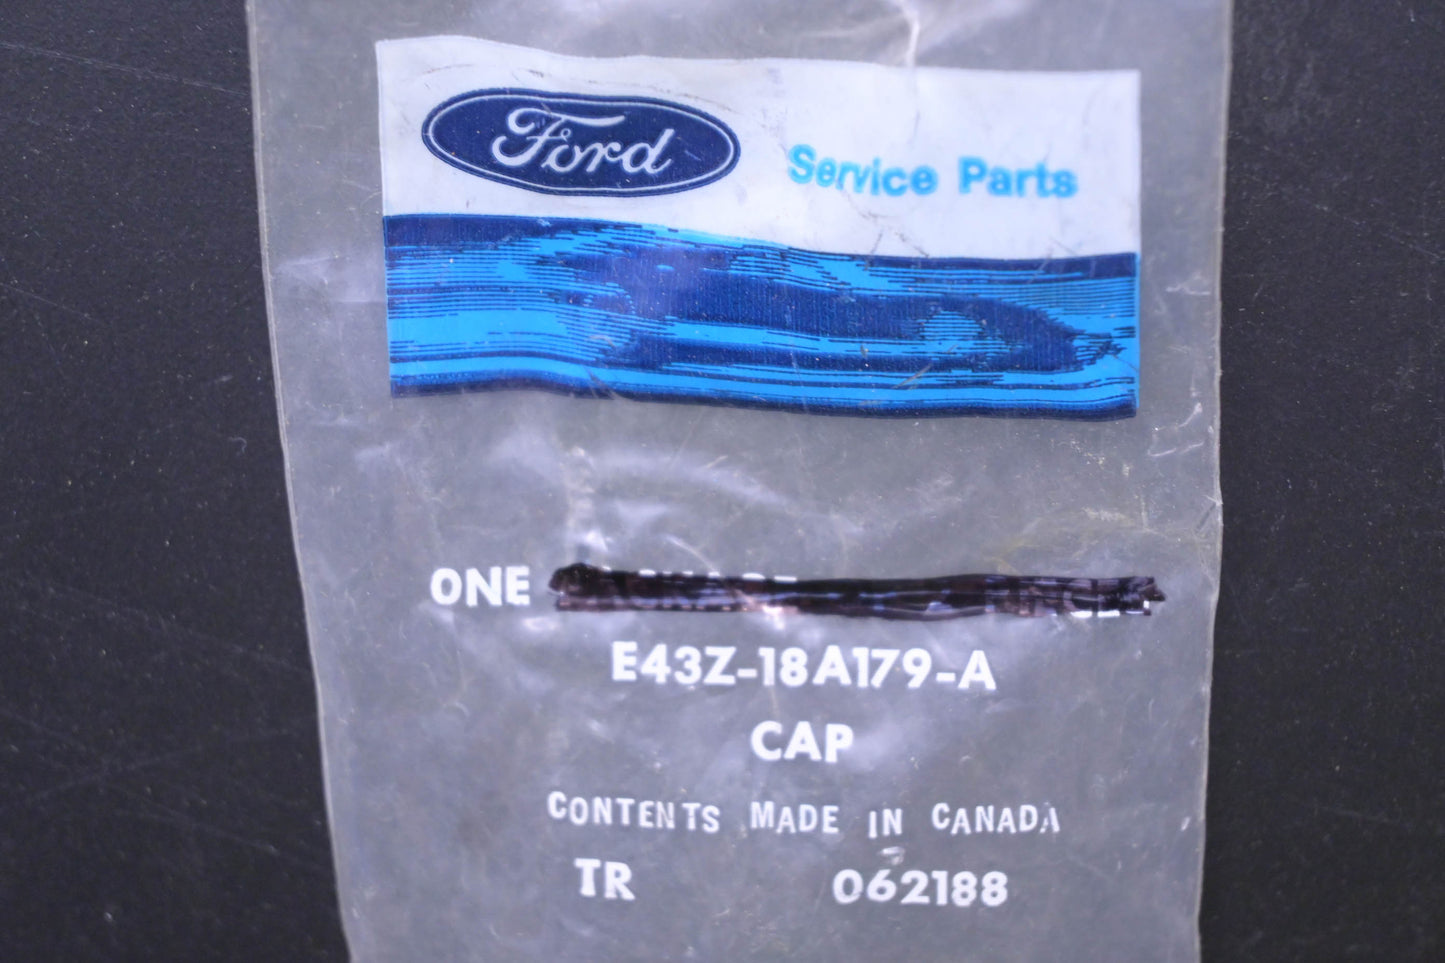 Ford
Service Parts
ONE
E43Z-18A179-A
CAP
CONTENTS MADE IN CANADA
TR 062188